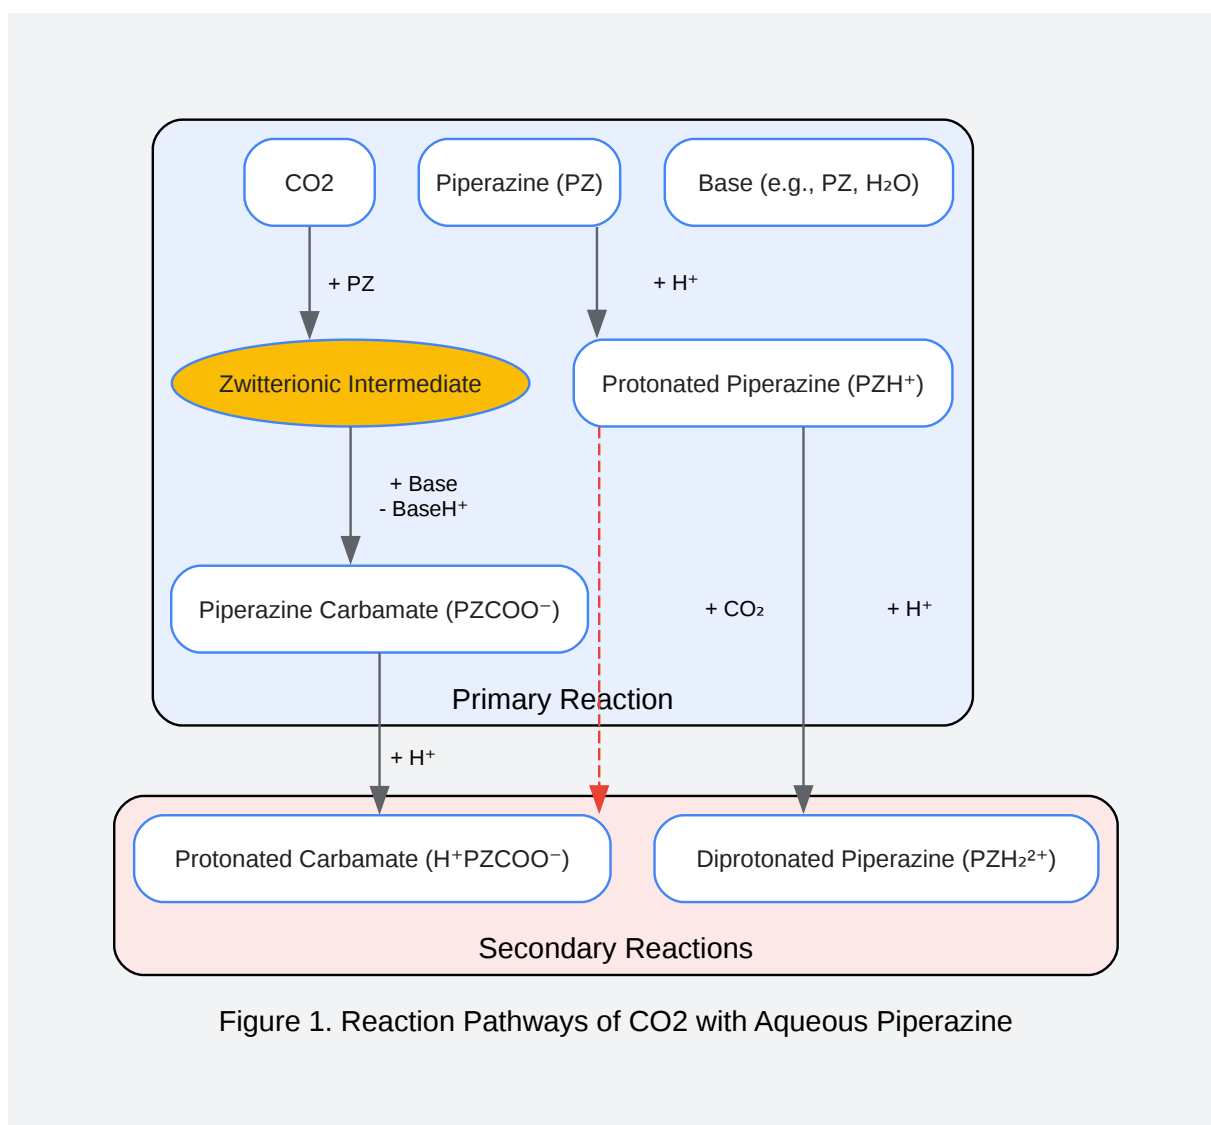 CO2
Piperazine (PZ)
Base (e.g., PZ, H₂O)
+ PZ
+ H⁺
Zwitterionic Intermediate
Protonated Piperazine (PZH⁺)
+ Base
- BaseH⁺
Piperazine Carbamate (PZCOO⁻)
+ CO₂
+ H⁺
Primary Reaction
+ H⁺
Protonated Carbamate (H⁺PZCOO⁻)
Diprotonated Piperazine (PZH₂²⁺)
Secondary Reactions
Figure 1. Reaction Pathways of CO2 with Aqueous Piperazine